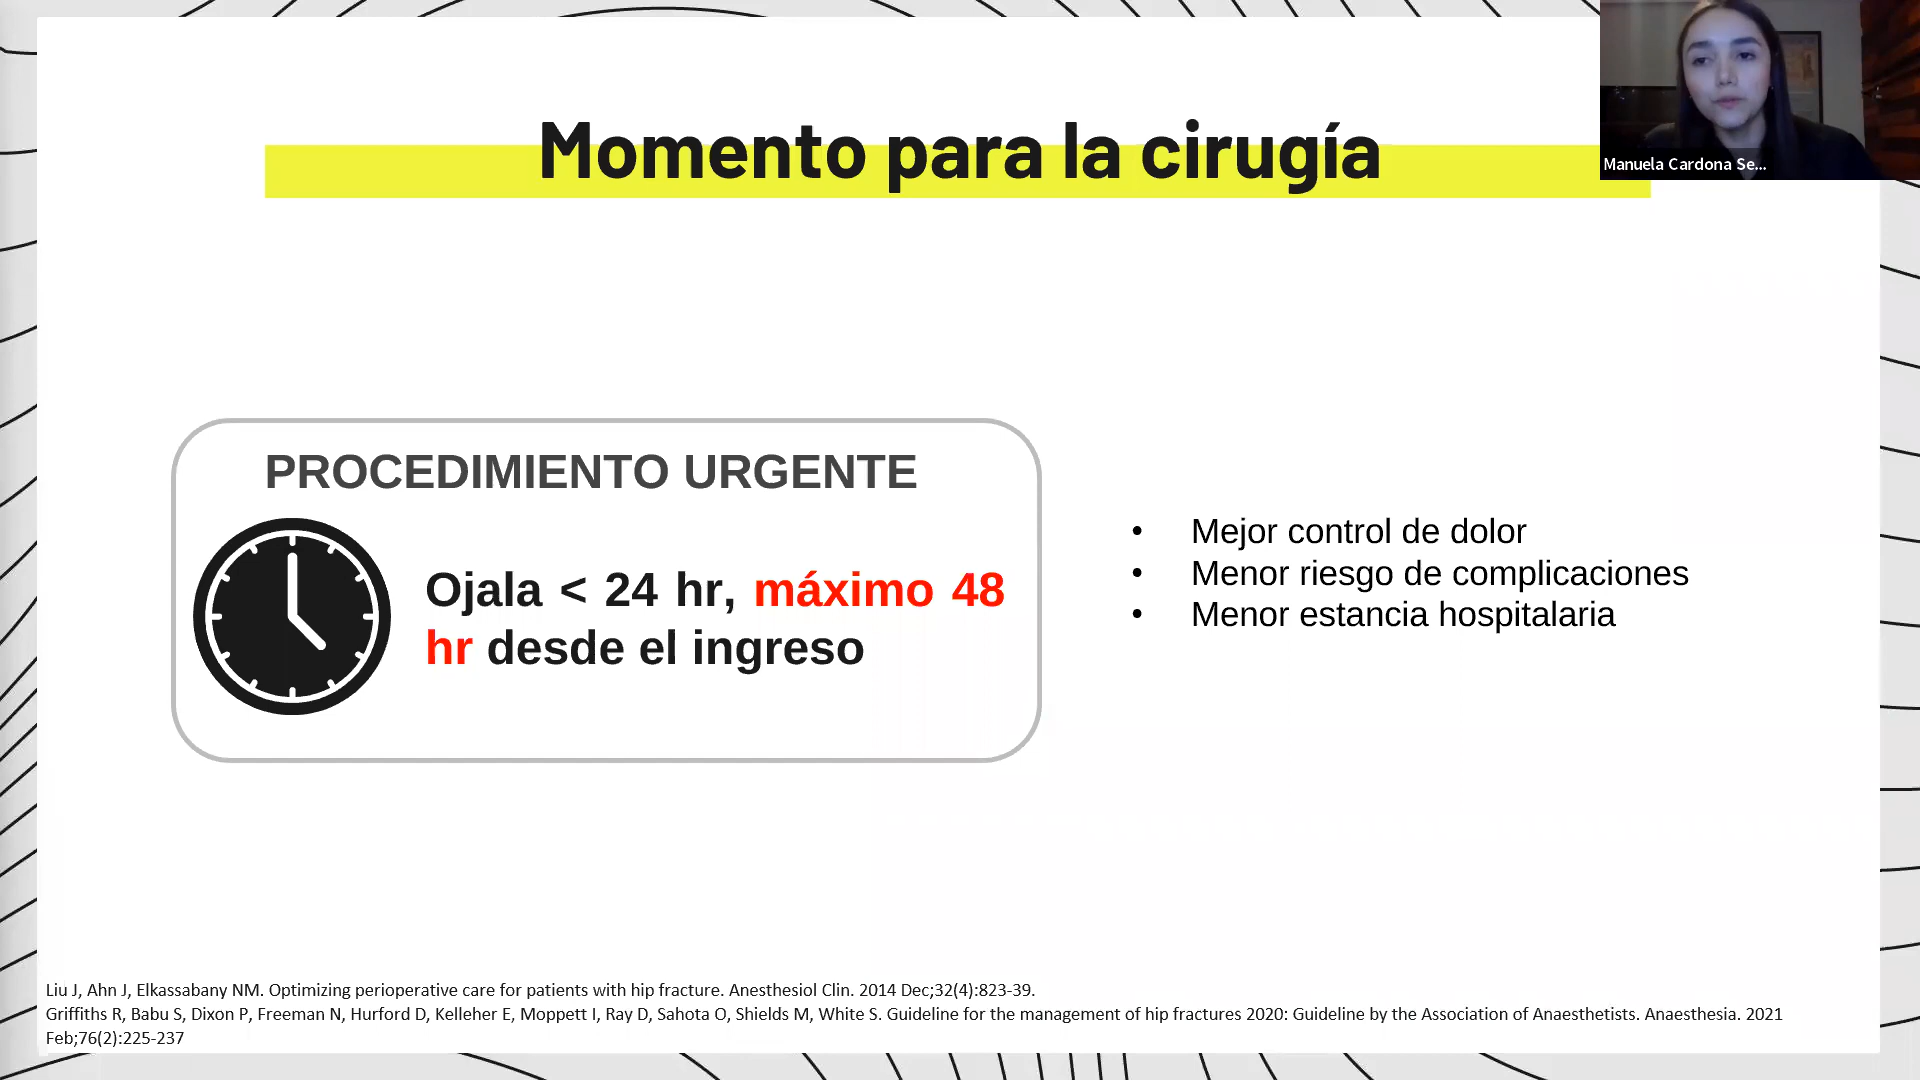 Momento para la cirugía
Manuela Cardona Se...
PROCEDIMIENTO URGENTE
Ojala < 24 hr, máximo 48
hr desde el ingreso
• Mejor control de dolor
• Menor riesgo de complicaciones
• Menor estancia hospitalaria
Liu J, Ahn J, Elkassabany NM. Optimizing perioperative care for patients with hip fracture. Anesthesiol Clin. 2014 Dec;32(4):823-39.
Griffiths R, Babu S, Dixon P, Freeman N, Hurford D, Kelleher E, Moppett I, Ray D, Sahota O, Shields M, White S. Guideline for the management of hip fractures 2020: Guideline by the Association of Anaesthetists. Anaesthesia. 2021
Feb;76(2):225-237